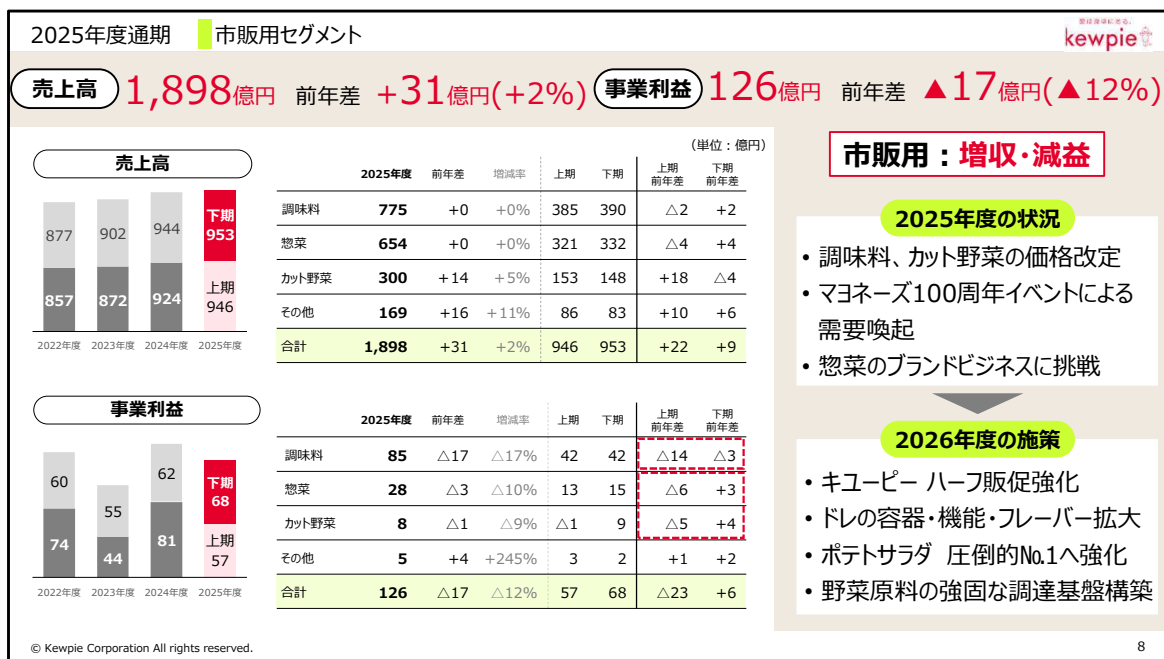 2025年度通期 市販用セグメント
愛は食卓にある。
kewpie
売上高 1,898億円 前年差 +31億円(+2%) 事業利益 126億円 前年差 ▲17億円(▲12%)
売上高
877 902 944 下期 953
857 872 924 上期 946
2022年度 2023年度 2024年度 2025年度
(単位:億円)
2025年度 前年差 増減率 上期 下期 上期前年差 下期前年差
調味料 775 +0 +0% 385 390 △2 +2
惣菜 654 +0 +0% 321 332 △4 +4
カット野菜 300 +14 +5% 153 148 +18 △4
その他 169 +16 +11% 86 83 +10 +6
合計 1,898 +31 +2% 946 953 +22 +9
事業利益
60 55 62 下期 68
74 44 81 上期 57
2022年度 2023年度 2024年度 2025年度
2025年度 前年差 増減率 上期 下期 上期前年差 下期前年差
調味料 85 △17 △17% 42 42 △14 △3
惣菜 28 △3 △10% 13 15 △6 +3
カット野菜 8 △1 △9% △1 9 △5 +4
その他 5 +4 +245% 3 2 +1 +2
合計 126 △17 △12% 57 68 △23 +6
市販用:増収・減益
2025年度の状況
• 調味料、カット野菜の価格改定
• マヨネーズ100周年イベントによる
需要喚起
• 惣菜のブランドビジネスに挑戦
2026年度の施策
• キユーピー ハーフ販促強化
• ドレの容器・機能・フレーバー拡大
• ポテトサラダ 圧倒的№1へ強化
• 野菜原料の強固な調達基盤構築
© Kewpie Corporation All rights reserved.
8